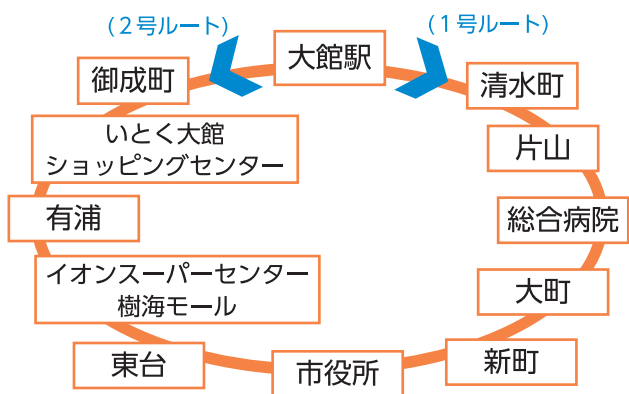 (２号ルート)
(１号ルート)
大館駅
御成町
清水町
いとく大館
ショッピングセンター
片山
有浦
総合病院
イオンスーパーセンター
樹海モール
大町
東台
市役所
新町